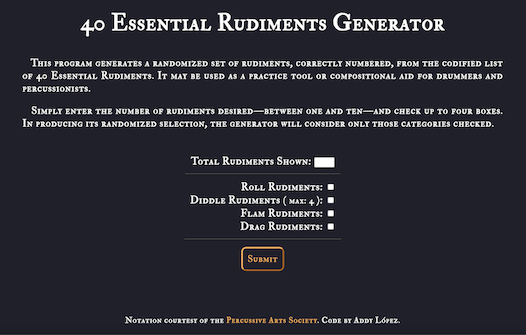 40 Essential Rudiments Generator
This program generates a randomized set of rudiments, correctly numbered, from the codified list
of 40 Essential Rudiments. It may be used as a practice tool or compositional aid for drummers and
percussionists.
Simply enter the number of rudiments desired—between one and ten—and check up to four boxes.
In producing its randomized selection, the generator will consider only those categories checked.
Total Rudiments Shown:
Roll Rudiments:
Diddle Rudiments ( max: 4 ):
Flam Rudiments:
Drag Rudiments:
Submit
Notation courtesy of the Percussive Arts Society. Code by Addy López.